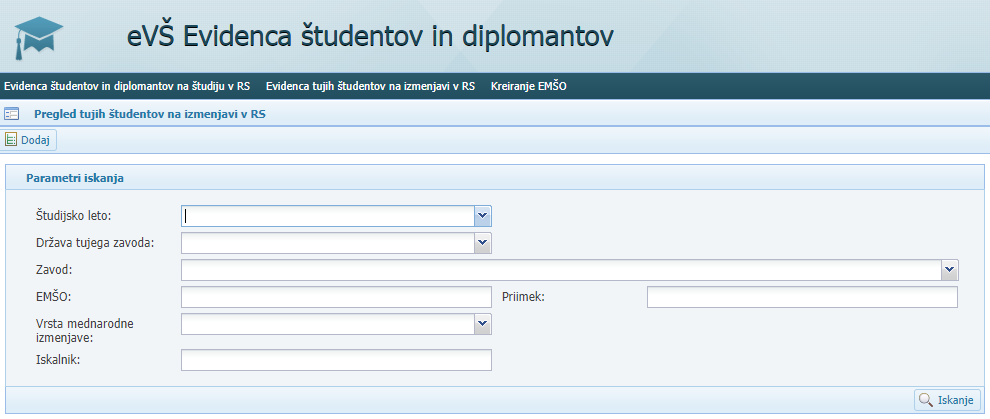 eVŠ Evidenca študentov in diplomantov
Evidenca študentov in diplomantov na študiju v RS Evidenca tujih študentov na izmenjavi v RS Kreiranje EMŠO
Pregled tujih študentov na izmenjavi v RS
Dodaj
Parametri iskanja
Študijsko leto:
Država tujega zavoda:
Zavod:
EMŠO: Priimek:
Vrsta mednarodne
izmenjave:
Iskalnik:
Iskanje